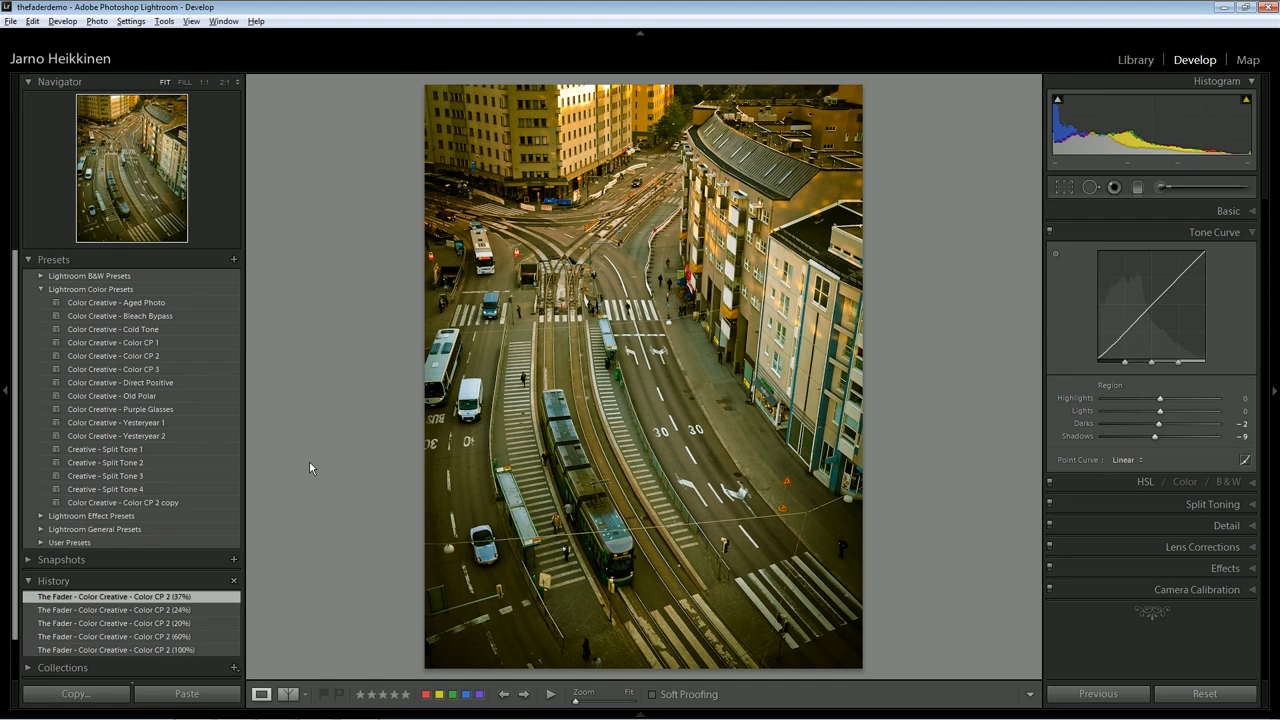 thefaderdemo - Adobe Photoshop Lightroom - Develop
File Edit Develop Photo Settings Tools View Window Help
Jarno Heikkinen
Library | Develop | Map
Navigator FIT FILL 1:1 2:1
Histogram
Basic
Tone Curve
Presets
Lightroom B&W Presets
Lightroom Color Presets
Color Creative - Aged Photo
Color Creative - Bleach Bypass
Color Creative - Cold Tone
Color Creative - Color CP 1
Color Creative - Color CP 2
Color Creative - Color CP 3
Color Creative - Direct Positive
Color Creative - Old Polar
Color Creative - Purple Glasses
Color Creative - Yesteryear 1
Color Creative - Yesteryear 2
Creative - Split Tone 1
Creative - Split Tone 2
Creative - Split Tone 3
Creative - Split Tone 4
Color Creative - Color CP 2 copy
Lightroom Effect Presets
Lightroom General Presets
User Presets
Snapshots
History
The Fader - Color Creative - Color CP 2 (37%)
The Fader - Color Creative - Color CP 2 (24%)
The Fader - Color Creative - Color CP 2 (20%)
The Fader - Color Creative - Color CP 2 (60%)
The Fader - Color Creative - Color CP 2 (100%)
Collections
Copy... Paste
BUS
30
30 30
Region
Highlights 0
Lights 0
Darks - 2
Shadows - 9
Point Curve : Linear
HSL / Color / B&W
Split Toning
Detail
Lens Corrections
Effects
Camera Calibration
Zoom Fit
Soft Proofing
Previous Reset